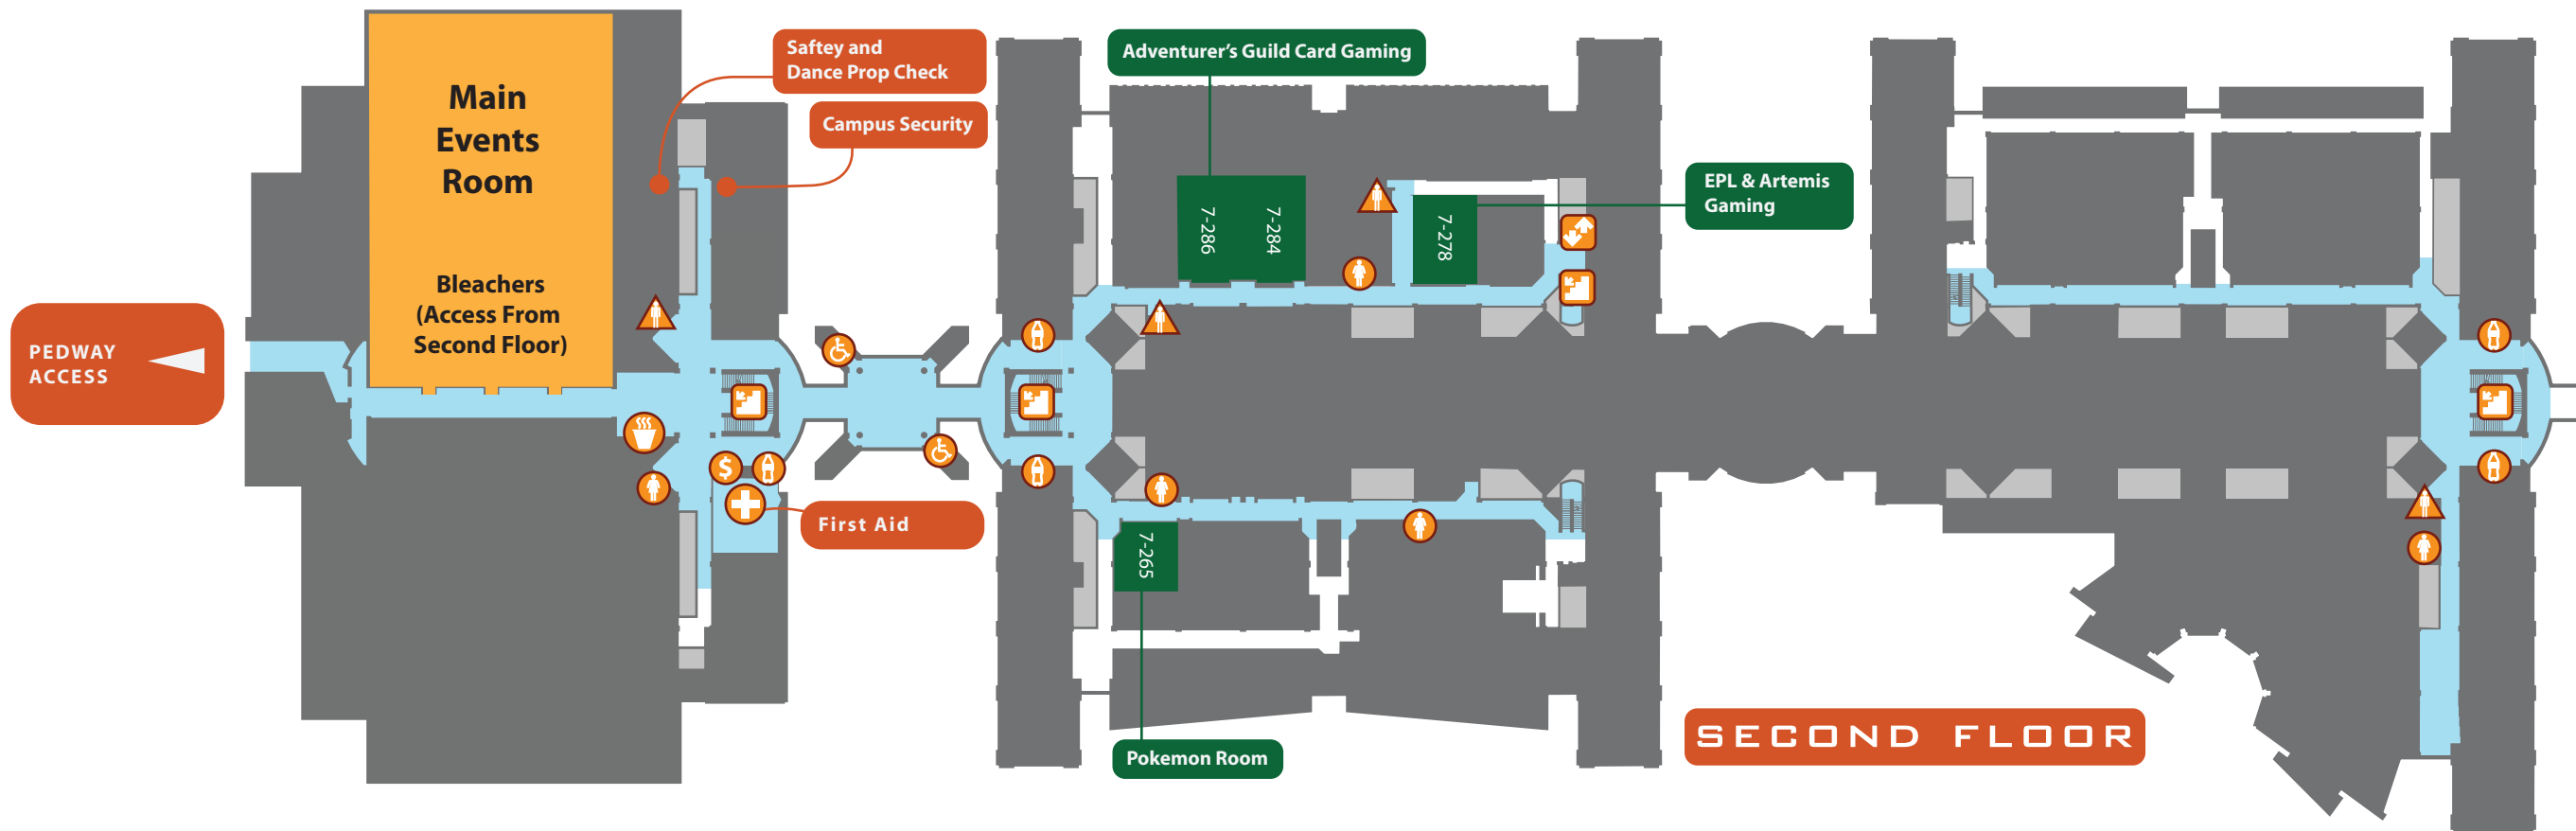 Main
Events
Room
Bleachers
(Access From
Second Floor)
PEDWAY
ACCESS
Saftey and
Dance Prop Check
Campus Security
$
First Aid
Adventurer's Guild Card Gaming
7-286
7-284
7-278
EPL & Artemis
Gaming
7-265
Pokemon Room
SECOND FLOOR